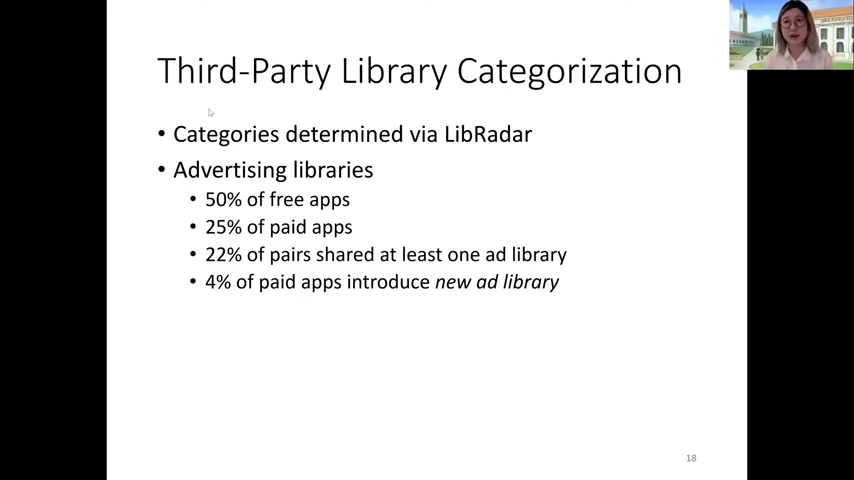 Third-Party Library Categorization
• Categories determined via LibRadar
• Advertising libraries
• 50% of free apps
• 25% of paid apps
• 22% of pairs shared at least one ad library
• 4% of paid apps introduce new ad library
18